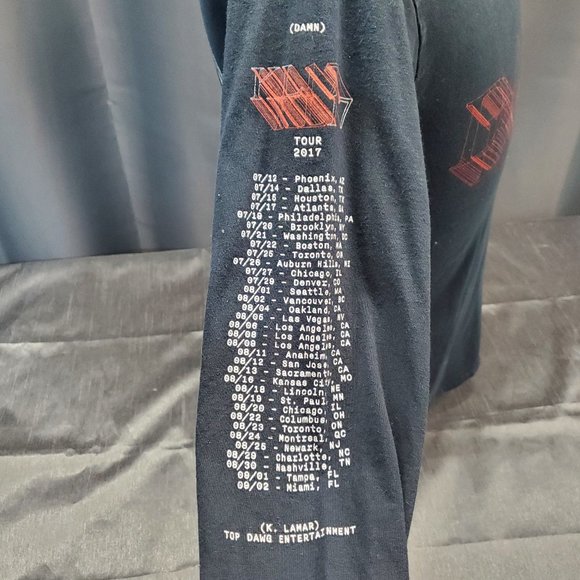 (DAMN)
TOUR
2017
07/12 - Phoenix, AZ
07/14 - Dallas, TX
07/15 - Houston, TX
07/17 - Atlanta, GA
07/19 - Philadelphia, PA
07/20 - Brooklyn, NY
07/21 - Washington, DC
07/22 - Boston, MA
07/25 - Toronto, ON
07/26 - Auburn Hills, MI
07/27 - Chicago, IL
07/29 - Denver, CO
08/01 - Seattle, WA
08/02 - Vancouver, BC
08/04 - Oakland, CA
08/05 - Las Vegas, NV
08/06 - Los Angeles, CA
08/08 - Los Angeles, CA
08/09 - Los Angeles, CA
08/11 - Anaheim, CA
08/12 - San Jose, CA
08/13 - Sacramento, CA
08/16 - Kansas City, MO
08/18 - Lincoln, NE
08/19 - St. Paul, MN
08/20 - Chicago, IL
08/22 - Columbus, OH
08/23 - Toronto, ON
08/24 - Montreal, QC
08/25 - Newark, NJ
08/29 - Charlotte, NC
08/30 - Nashville, TN
09/01 - Tampa, FL
09/02 - Miami, FL
(K. LAMAR)
TOP DAWG ENTERTAINMENT